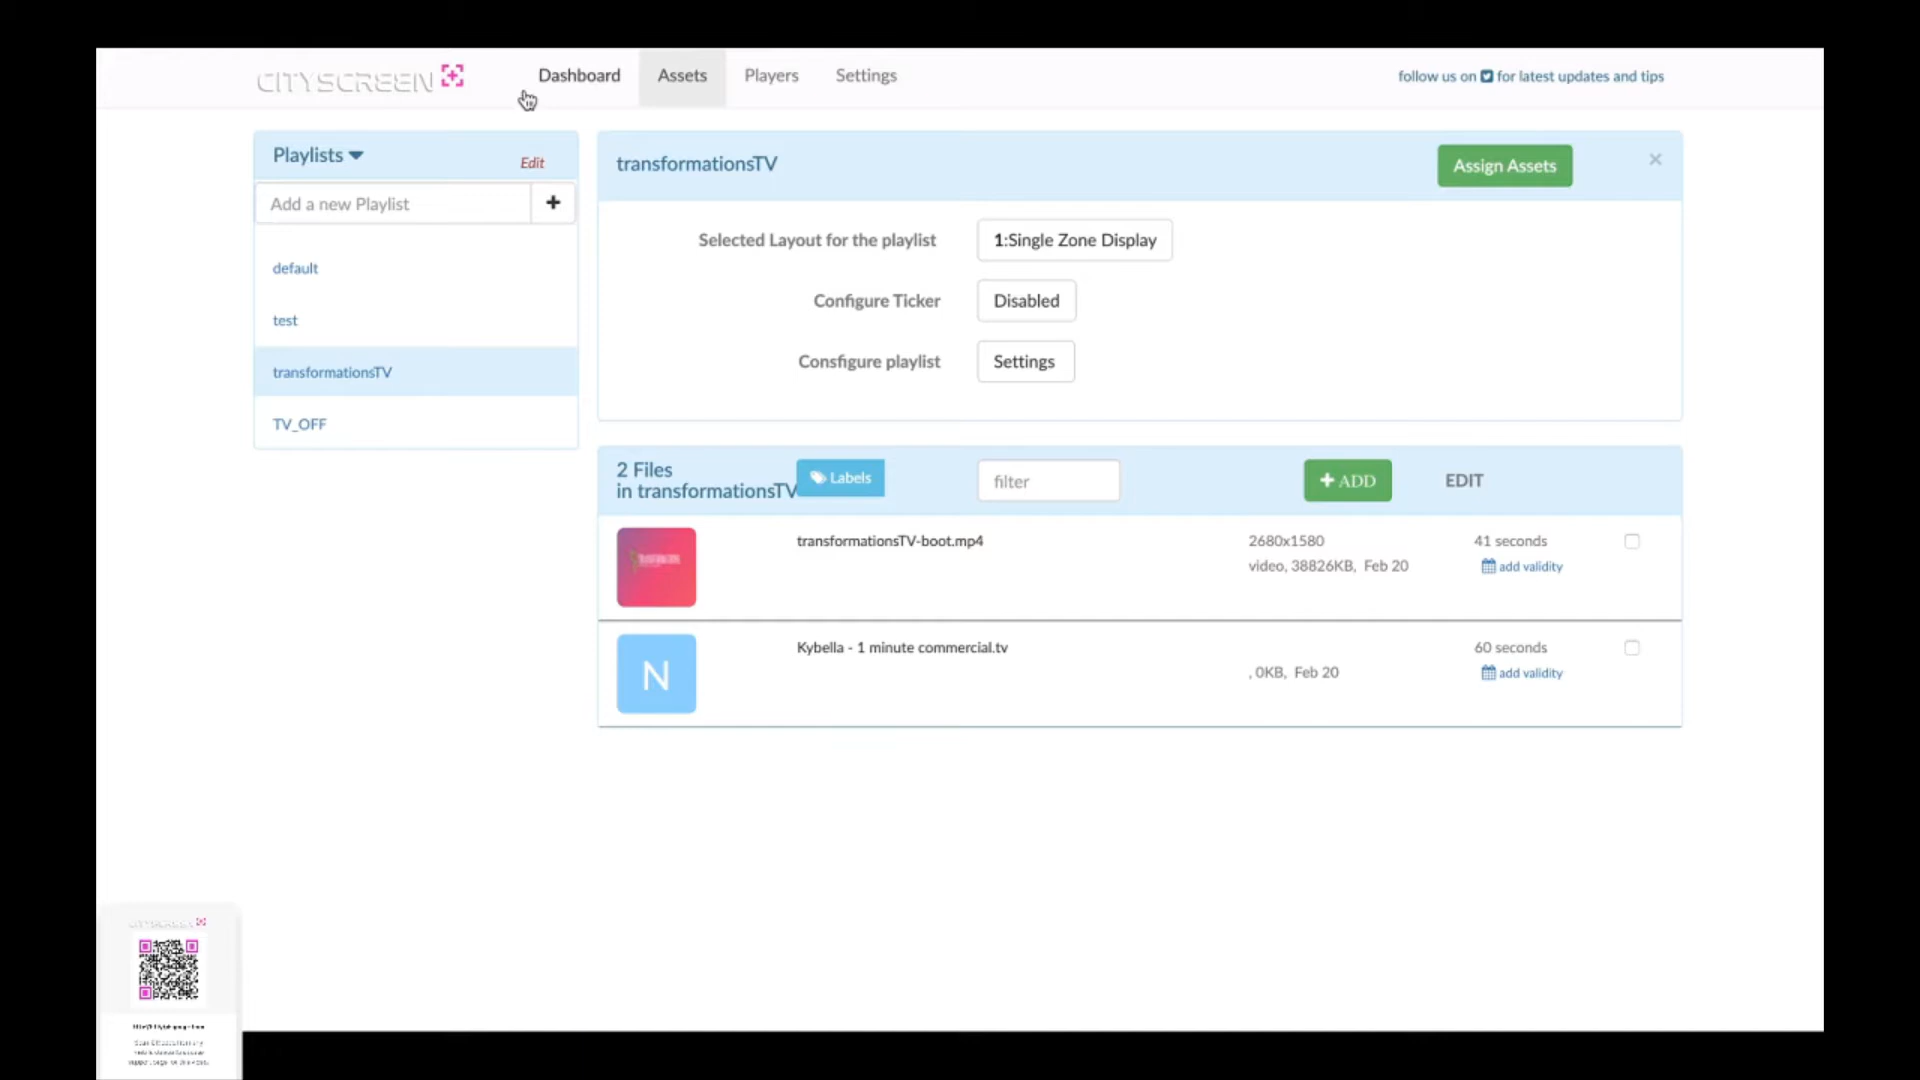 CITYSCREEN
Dashboard
Assets
Players
Settings
follow us on for latest updates and tips
Playlists
Edit
Add a new Playlist
default
test
transformationsTV
TV_OFF
transformationsTV
Assign Assets
×
Selected Layout for the playlist
1:Single Zone Display
Configure Ticker
Disabled
Consfigure playlist
Settings
2 Files
in transformationsTV
Labels
filter
+ ADD
EDIT
transformationsTV-boot.mp4
2680x1580
video, 38826KB, Feb 20
41 seconds
add validity
N
Kybella - 1 minute commercial.tv
, 0KB, Feb 20
60 seconds
add validity
CITYSCREEN